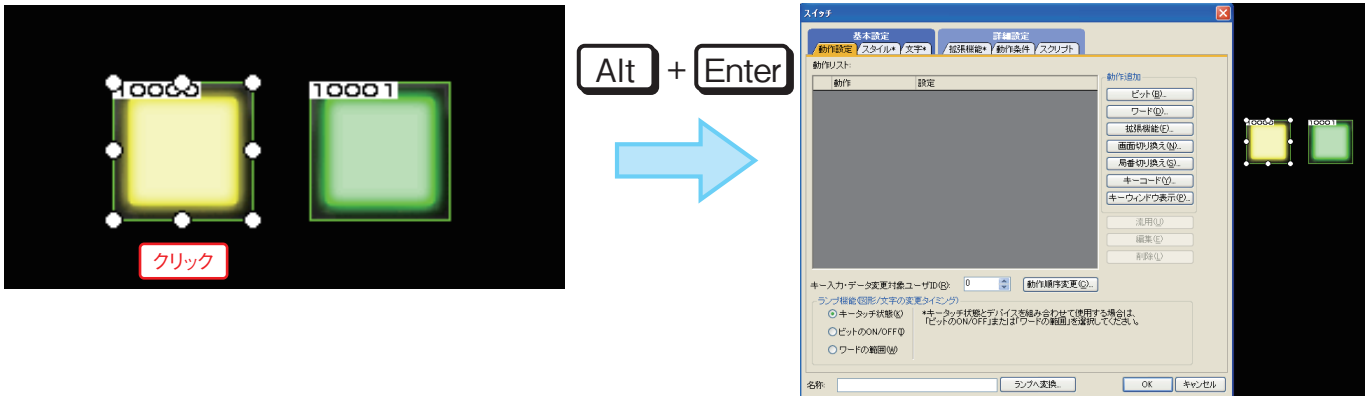 10000
10001
クリック
Alt + Enter
スイッチ
基本設定
詳細設定
動作設定 スタイル* 文字* 拡張機能* 動作条件 スクリプト
動作リスト:
動作 設定
動作追加
ビット(B)...
ワード(D)...
拡張機能(F)...
画面切り換え(N)...
局番切り換え(S)...
キーコード(Y)...
キーウィンドウ表示(P)...
流用(U)
編集(E)
削除(L)
キー入力・データ変更対象ユーザID(R): 0 動作順序変更(C)...
ランプ機能(図形/文字の変更タイミング)
キータッチ状態(K)
*キータッチ状態とデバイスを組み合わせて使用する場合は、
「ビットのON/OFF」または「ワードの範囲」を選択してください。
ビットのON/OFF(I)
ワードの範囲(W)
名称: ランプへ変換... OK キャンセル
10000
10001